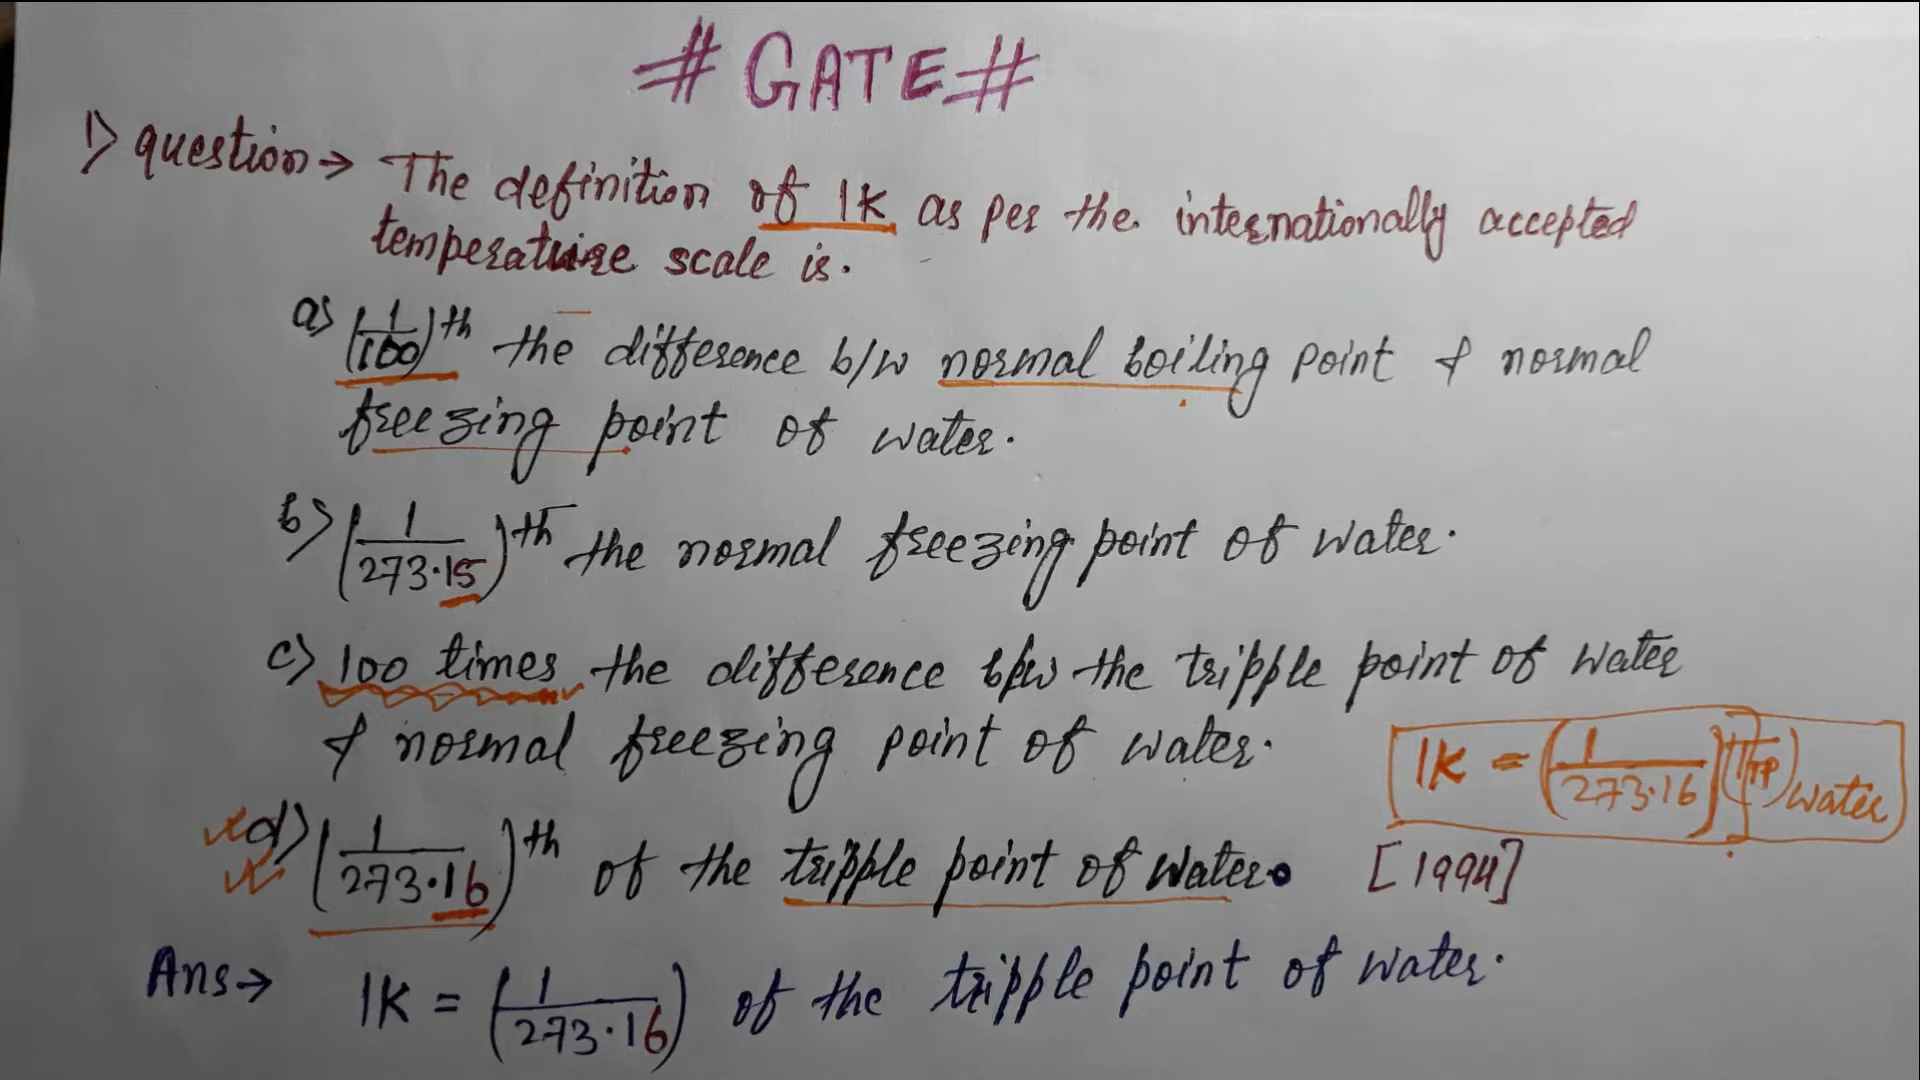 # GATE #
1) question → The definition of 1K as per the internationally accepted
temperature scale is.
a) (1/100)th the difference b/w normal boiling point & normal
freezing point of water.
b) (1/273.15)th the normal freezing point of water.
c) 100 times the difference b/w the tripple point of water
& normal freezing point of water.
1K = (1/273.16)(TTP)water
d) (1/273.16)th of the tripple point of water. [1994]
Ans → 1K = (1/273.16) of the tripple point of water.